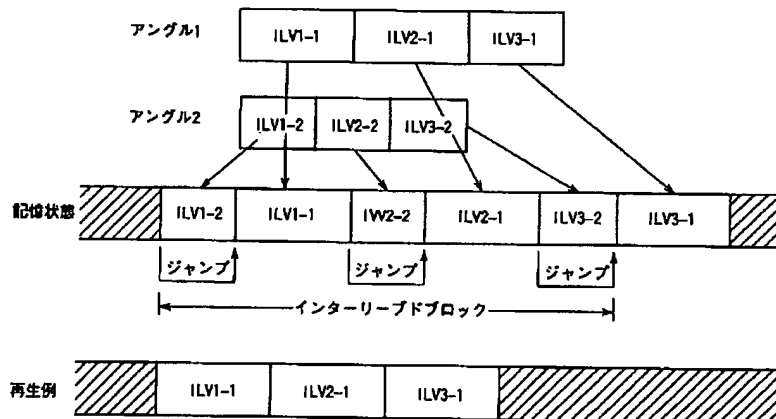 アングル1
ILV1-1 ILV2-1 ILV3-1
アングル2
ILV1-2 ILV2-2 ILV3-2
記憶状態
ILV1-2 ILV1-1 IW2-2 ILV2-1 ILV3-2 ILV3-1
ジャンプ ジャンプ ジャンプ
インターリーブドブロック
再生例
ILV1-1 ILV2-1 ILV3-1